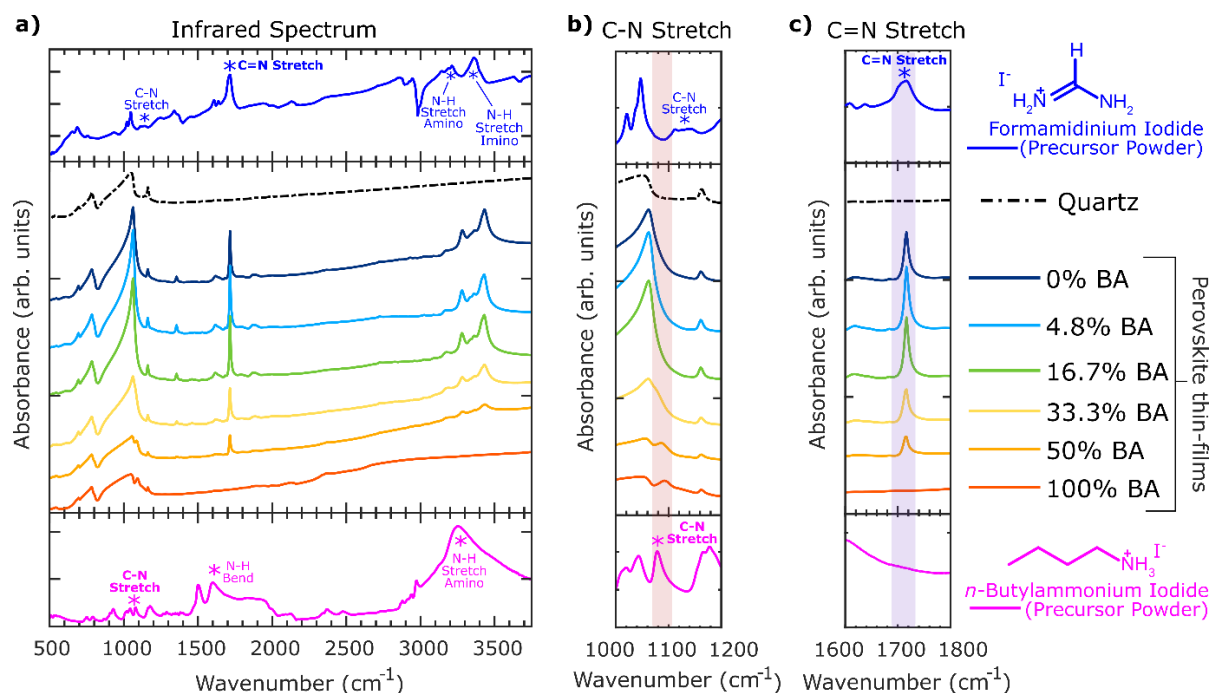 a)
Infrared Spectrum
* C=N Stretch
C-N
Stretch
*
*
*
N-H
Stretch
Amino
N-H
Stretch
Imino
Absorbance (arb. units)
C-N
Stretch
*
*
N-H
Bend
*
N-H
Stretch
Amino
500 1000 1500 2000 2500 3000 3500
Wavenumber (cm-1)
b)
C-N Stretch
C-N
Stretch
*
Absorbance (arb. units)
*
C-N
Stretch
1000 1100 1200
Wavenumber (cm-1)
c)
C=N Stretch
C=N Stretch
*
Absorbance (arb. units)
1600 1700 1800
Wavenumber (cm-1)
H
I-
H2N+
NH2
Formamidinium Iodide
(Precursor Powder)
Quartz
0% BA
4.8% BA
16.7% BA
33.3% BA
50% BA
100% BA
Perovskite thin-films
NH3+ I-
n-Butylammonium Iodide
(Precursor Powder)